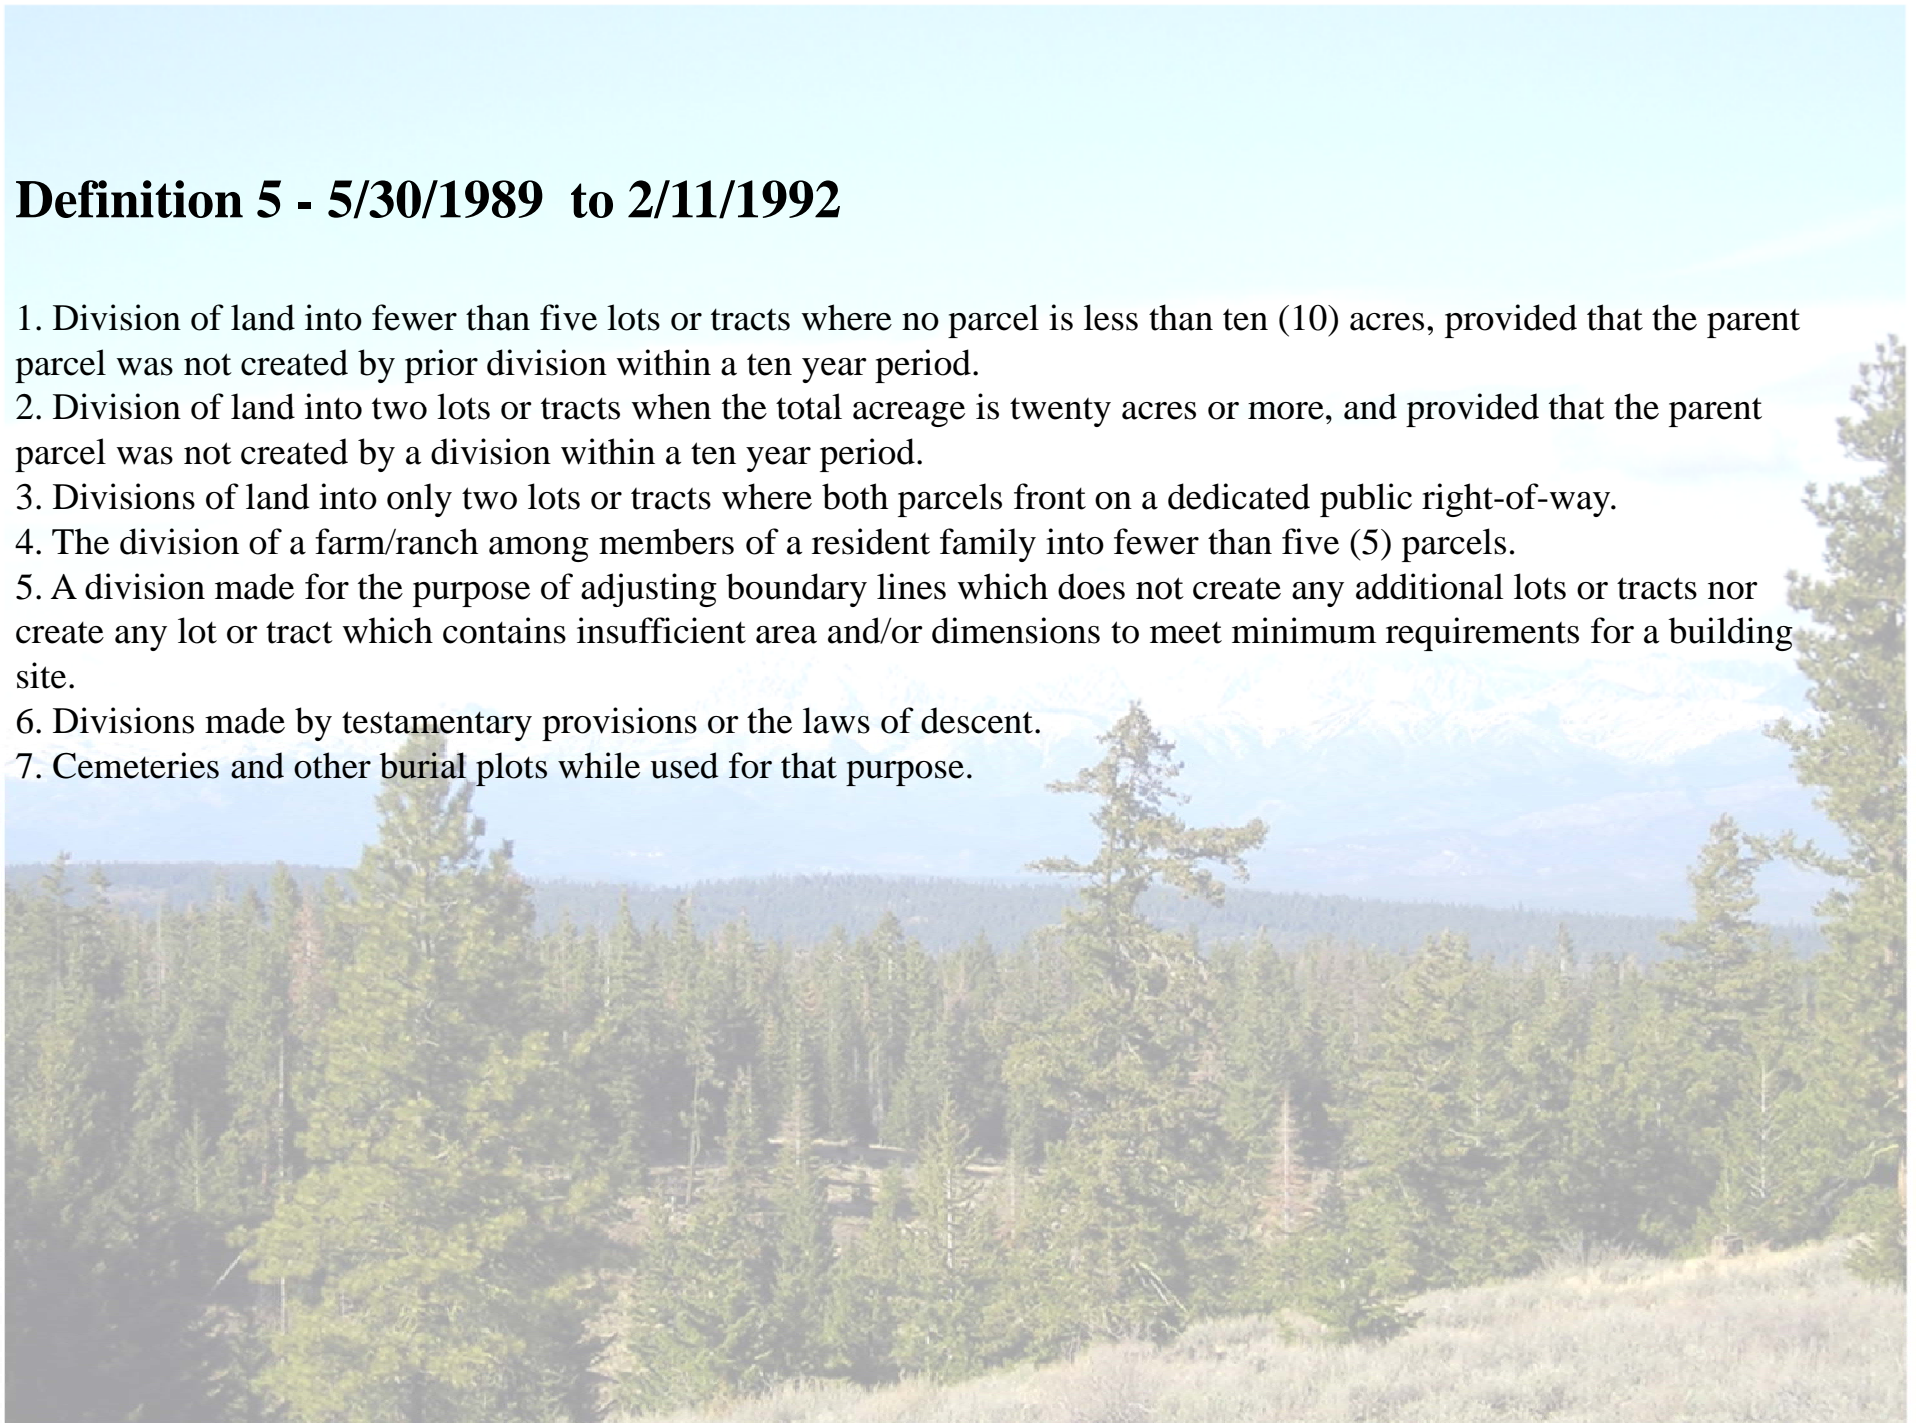 Definition 5 - 5/30/1989  to 2/11/1992
1. Division of land into fewer than five lots or tracts where no parcel is less than ten (10) acres, provided that the parent
parcel was not created by prior division within a ten year period.
2. Division of land into two lots or tracts when the total acreage is twenty acres or more, and provided that the parent
parcel was not created by a division within a ten year period.
3. Divisions of land into only two lots or tracts where both parcels front on a dedicated public right-of-way.
4. The division of a farm/ranch among members of a resident family into fewer than five (5) parcels.
5. A division made for the purpose of adjusting boundary lines which does not create any additional lots or tracts nor
create any lot or tract which contains insufficient area and/or dimensions to meet minimum requirements for a building
site.
6. Divisions made by testamentary provisions or the laws of descent.
7. Cemeteries and other burial plots while used for that purpose.